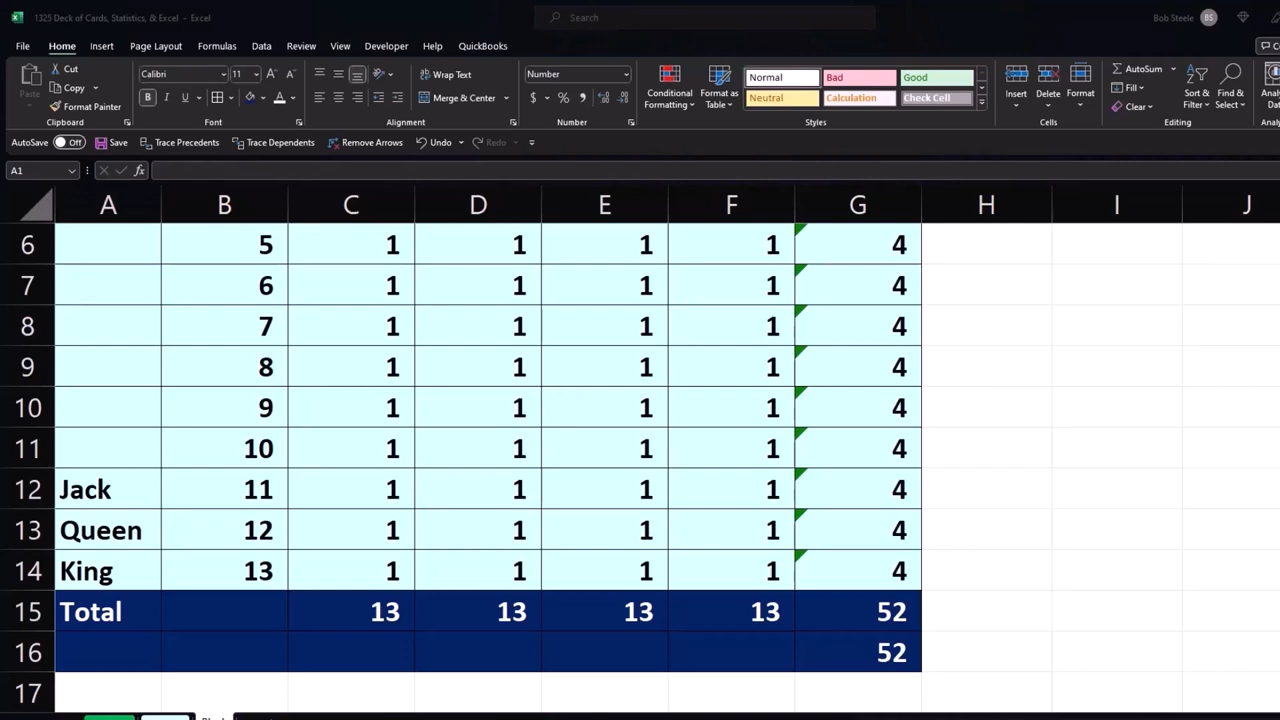 1325 Deck of Cards, Statistics, & Excel - Excel
Search
Bob Steele BS
File Home Insert Page Layout Formulas Data Review View Developer Help QuickBooks
Cut
Copy
Format Painter
Clipboard
Calibri 11
B I U
Font
Wrap Text
Merge & Center
Alignment
Number
$ %
Number
Conditional Formatting
Format as Table
Normal Bad Good
Neutral Calculation Check Cell
Styles
Insert Delete Format
Cells
AutoSum
Fill
Clear
Sort & Filter
Find & Select
Editing
AutoSave Off Save Trace Precedents Trace Dependents Remove Arrows Undo Redo
A1 fx
A B C D E F G H I J
6 5 1 1 1 1 4
7 6 1 1 1 1 4
8 7 1 1 1 1 4
9 8 1 1 1 1 4
10 9 1 1 1 1 4
11 10 1 1 1 1 4
12 Jack 11 1 1 1 1 4
13 Queen 12 1 1 1 1 4
14 King 13 1 1 1 1 4
15 Total 13 13 13 13 52
16 52
17